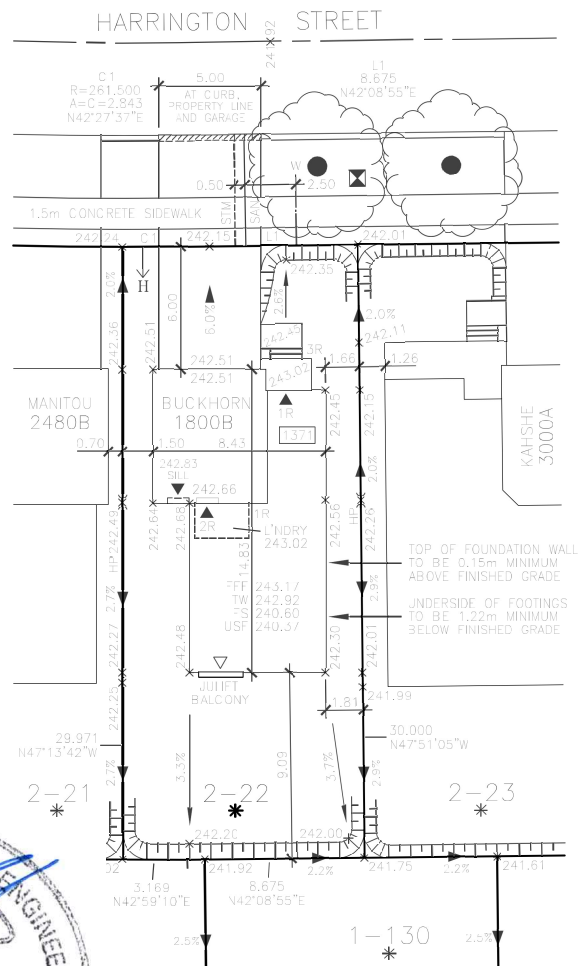 HARRINGTON STREET
241.92
C1
R=261.500
A=C=2.843
N42°27'37"E
5.00
AT CURB,
PROPERTY LINE
AND GARAGE
L1
8.675
N42°08'55"E
W
0.50
2.50
STM
SAN
1.5m CONCRETE SIDEWALK
242.24
C1
242.15
L1
242.01
H
242.35
2.0%
6.00
6.0%
2.6%
2.0%
242.36
242.51
242.45
3R
242.11
242.51
242.51
243.02
1.66
1.26
MANITOU
2480B
BUCKHORN
1800B
1R
1371
242.45
242.15
KAHSHE
3000A
0.70
1.50
8.43
2.0%
242.83
SILL
242.66
2R
1R
L'NDRY
243.02
HP
242.49
242.64
242.68
242.56
HP
242.26
14.83
TOP OF FOUNDATION WALL
TO BE 0.15m MINIMUM
ABOVE FINISHED GRADE
FFF 243.17
TW 242.92
FS 240.60
USF 240.37
2.7%
2.9%
UNDERSIDE OF FOOTINGS
TO BE 1.22m MINIMUM
BELOW FINISHED GRADE
242.27
242.48
242.30
242.01
JULIET
BALCONY
242.25
241.99
1.81
29.971
N47°13'42"W
30.000
N47°51'05"W
2.7%
3.3%
9.09
3.7%
2.9%
2-21
2-22
2-23
242.20
242.00
02
241.92
2.2%
241.75
2.2%
241.61
3.169
N42°59'10"E
8.675
N42°08'55"E
ENGINEE
2.5%
1-130
2.5%